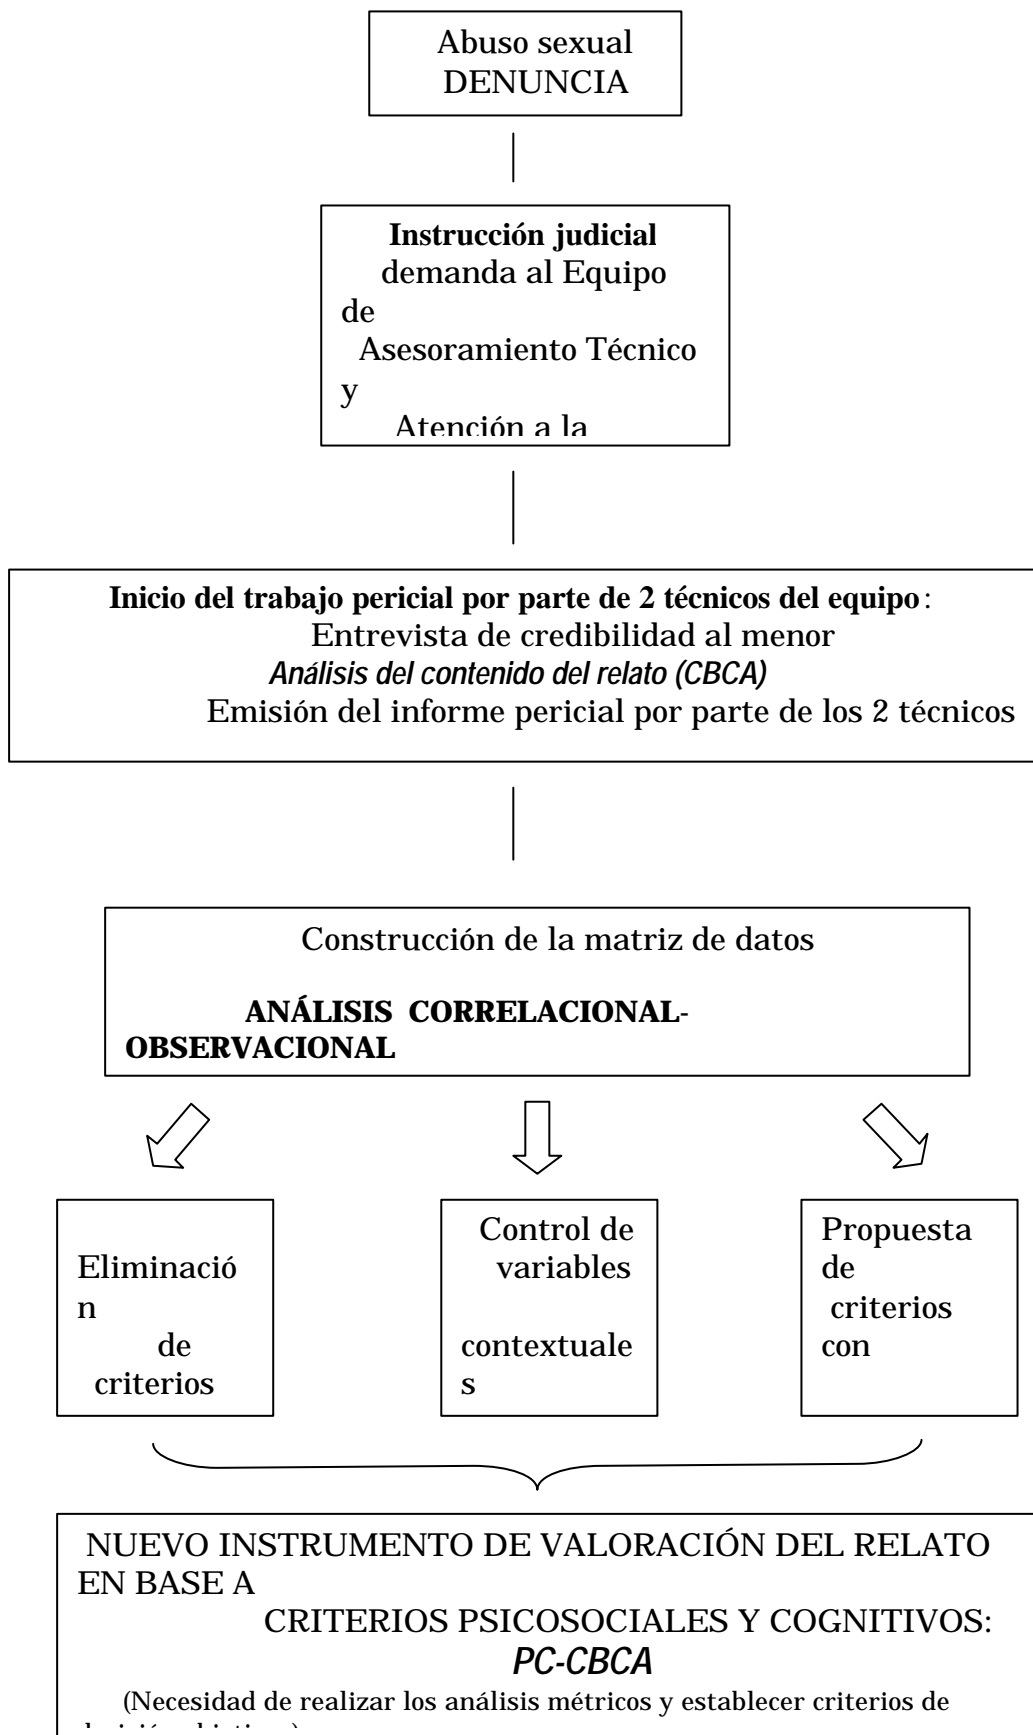 Abuso sexual
DENUNCIA
Instrucción judicial
demanda al Equipo
de
Asesoramiento Técnico
y
Atención a la
Inicio del trabajo pericial por parte de 2 técnicos del equipo:
Entrevista de credibilidad al menor
Análisis del contenido del relato (CBCA)
Emisión del informe pericial por parte de los 2 técnicos
Construcción de la matriz de datos
ANÁLISIS CORRELACIONAL-
OBSERVACIONAL
Eliminació
n
de
criterios
Control de
variables
contextuale
s
Propuesta
de
criterios
con
NUEVO INSTRUMENTO DE VALORACIÓN DEL RELATO
EN BASE A
CRITERIOS PSICOSOCIALES Y COGNITIVOS:
PC-CBCA
(Necesidad de realizar los análisis métricos y establecer criterios de